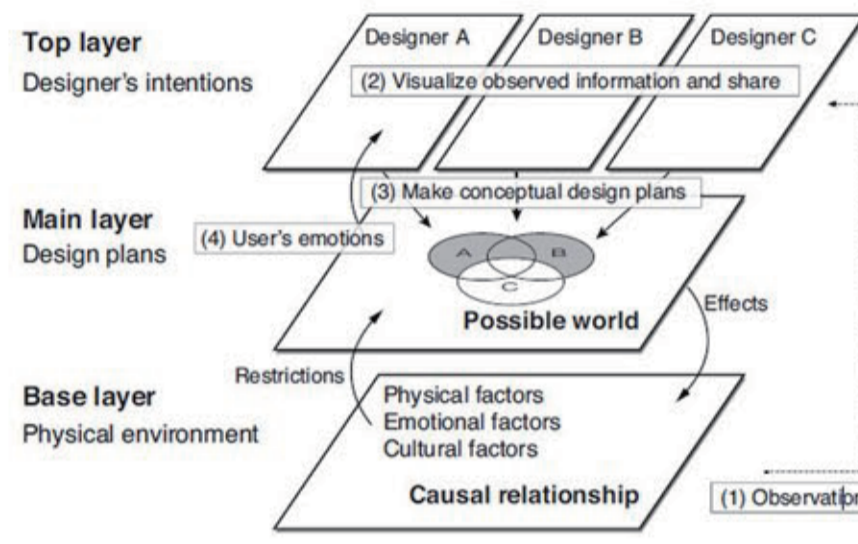 Top layer
Designer's intentions
Designer A
Designer B
Designer C
(2) Visualize observed information and share
(3) Make conceptual design plans
Main layer
Design plans
(4) User's emotions
A
B
C
Possible world
Effects
Restrictions
Base layer
Physical environment
Physical factors
Emotional factors
Cultural factors
Causal relationship
(1) Observation